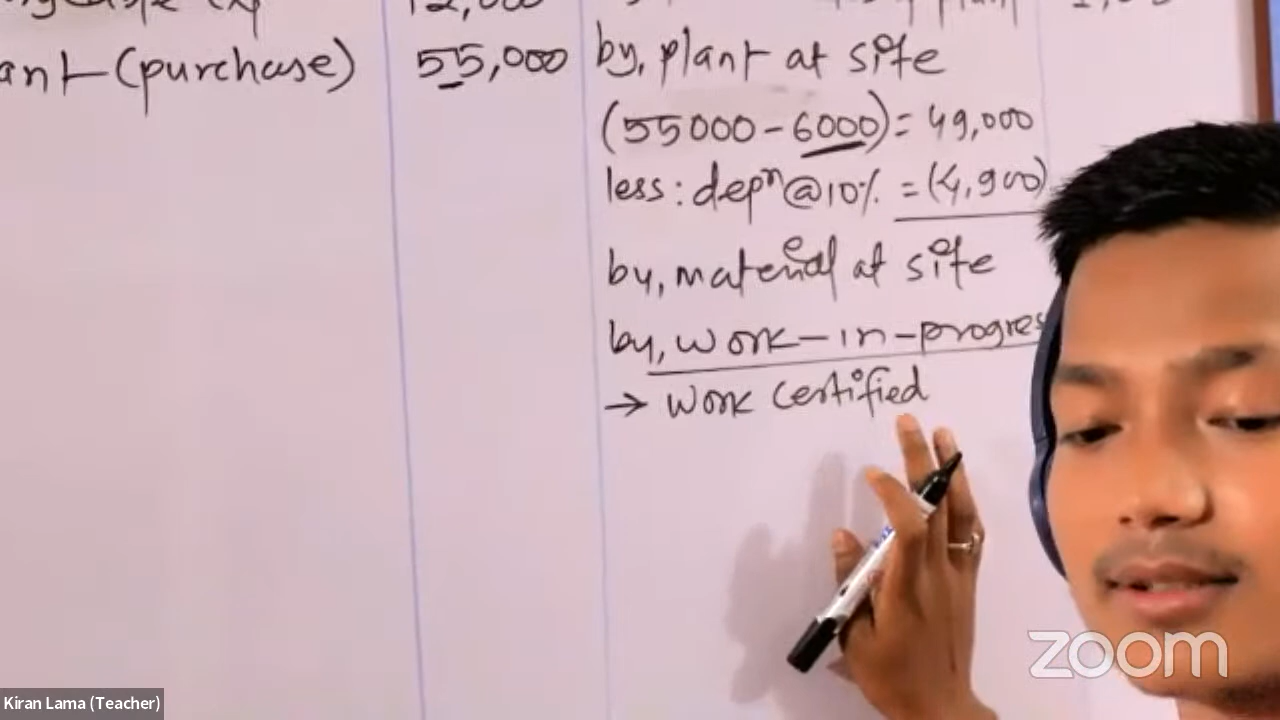 12,000
ant (purchase) 55,000
by, plant at site
(55000-6000) = 49,000
less: depn @10% = (4,900)
by, material at site
by, work-in-progres
→ work certified
zoom
Kiran Lama (Teacher)